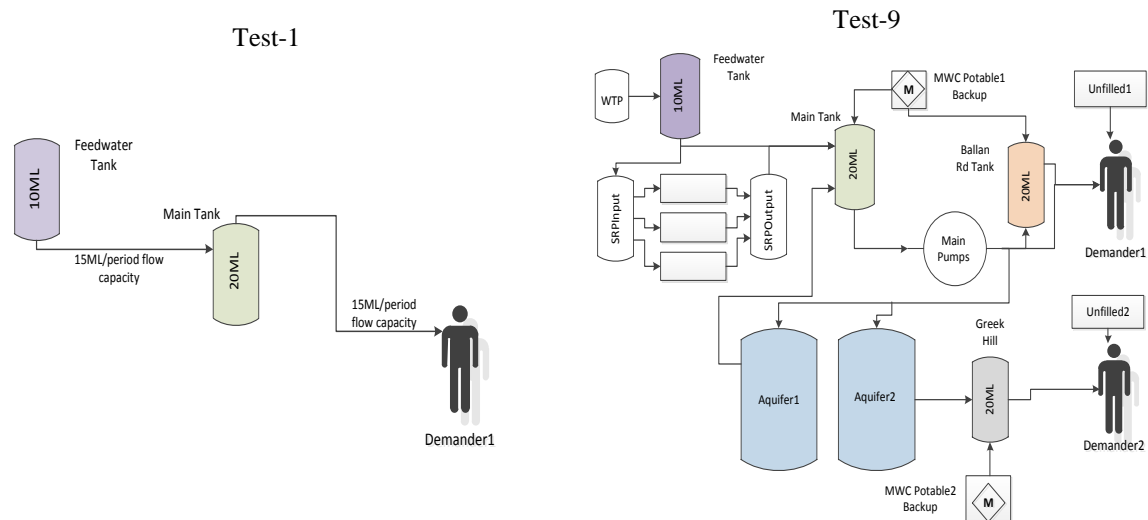 Test-1
Feedwater
Tank
10ML
Main Tank
20ML
15ML/period flow
capacity
15ML/period
flow capacity
Demander1
Test-9
Feedwater
Tank
WTP
10ML
MWC Potable1
Backup
M
Unfilled1
Main Tank
20ML
Ballan
Rd Tank
20ML
SRPInput
SRPOutput
Main
Pumps
Demander1
Aquifer1
Aquifer2
Greek
Hill
20ML
Unfilled2
Demander2
MWC Potable2
Backup
M